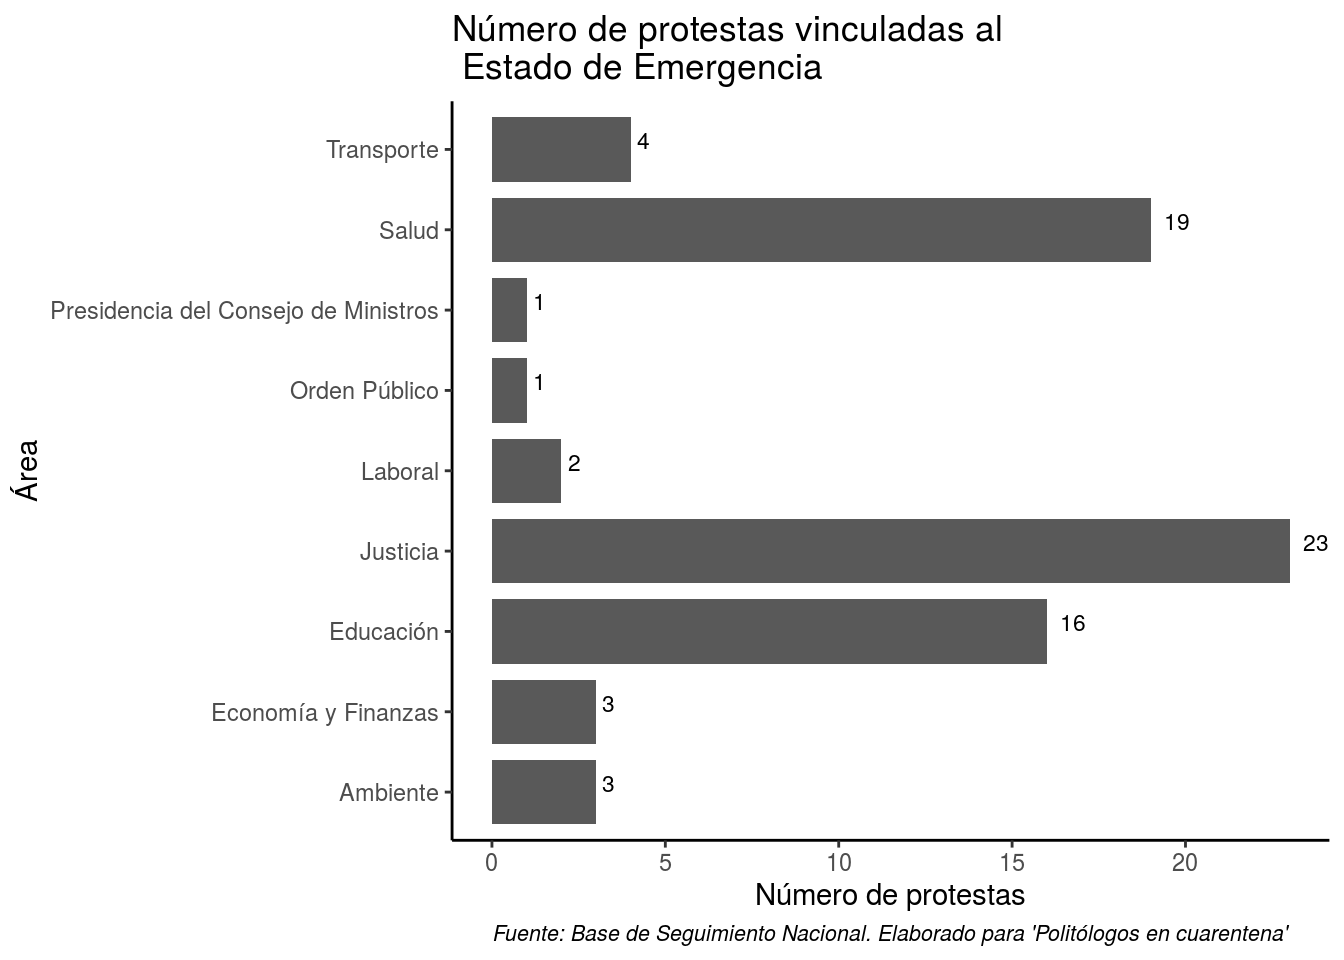 Número de protestas vinculadas al
Estado de Emergencia
Transporte
4
Salud
19
Presidencia del Consejo de Ministros
1
Orden Público
1
Laboral
2
Justicia
23
Educación
16
Economía y Finanzas
3
Ambiente
3
Área
0 5 10 15 20
Número de protestas
Fuente: Base de Seguimiento Nacional. Elaborado para 'Politólogos en cuarentena'